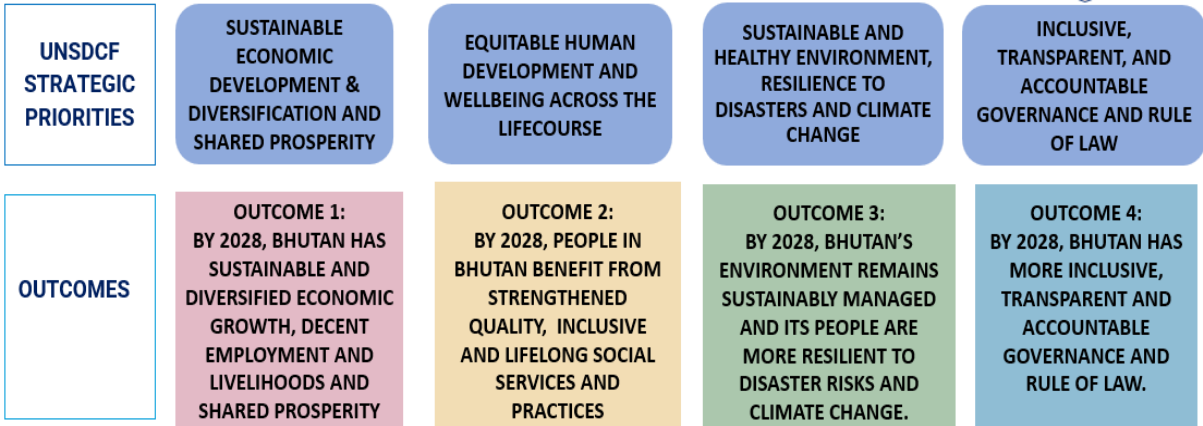 UNSDCF
STRATEGIC
PRIORITIES
SUSTAINABLE
ECONOMIC
DEVELOPMENT &
DIVERSIFICATION AND
SHARED PROSPERITY
EQUITABLE HUMAN
DEVELOPMENT AND
WELLBEING ACROSS THE
LIFECOURSE
SUSTAINABLE AND
HEALTHY ENVIRONMENT,
RESILIENCE TO
DISASTERS AND CLIMATE
CHANGE
INCLUSIVE,
TRANSPARENT, AND
ACCOUNTABLE
GOVERNANCE AND RULE
OF LAW
OUTCOMES
OUTCOME 1:
BY 2028, BHUTAN HAS
SUSTAINABLE AND
DIVERSIFIED ECONOMIC
GROWTH, DECENT
EMPLOYMENT AND
LIVELIHOODS AND
SHARED PROSPERITY
OUTCOME 2:
BY 2028, PEOPLE IN
BHUTAN BENEFIT FROM
STRENGTHENED
QUALITY, INCLUSIVE
AND LIFELONG SOCIAL
SERVICES AND
PRACTICES
OUTCOME 3:
BY 2028, BHUTAN’S
ENVIRONMENT REMAINS
SUSTAINABLY MANAGED
AND ITS PEOPLE ARE
MORE RESILIENT TO
DISASTER RISKS AND
CLIMATE CHANGE.
OUTCOME 4:
BY 2028, BHUTAN HAS
MORE INCLUSIVE,
TRANSPARENT AND
ACCOUNTABLE
GOVERNANCE AND
RULE OF LAW.